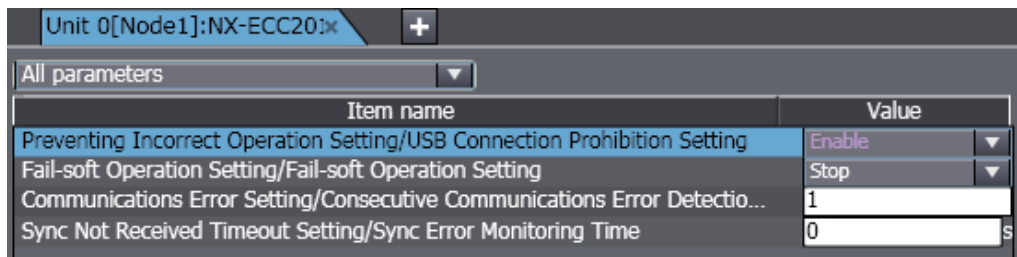 Unit 0[Node1]:NX-ECC201
All parameters
Item name Value
Preventing Incorrect Operation Setting/USB Connection Prohibition Setting Enable
Fail-soft Operation Setting/Fail-soft Operation Setting Stop
Communications Error Setting/Consecutive Communications Error Detectio... 1
Sync Not Received Timeout Setting/Sync Error Monitoring Time 0 s